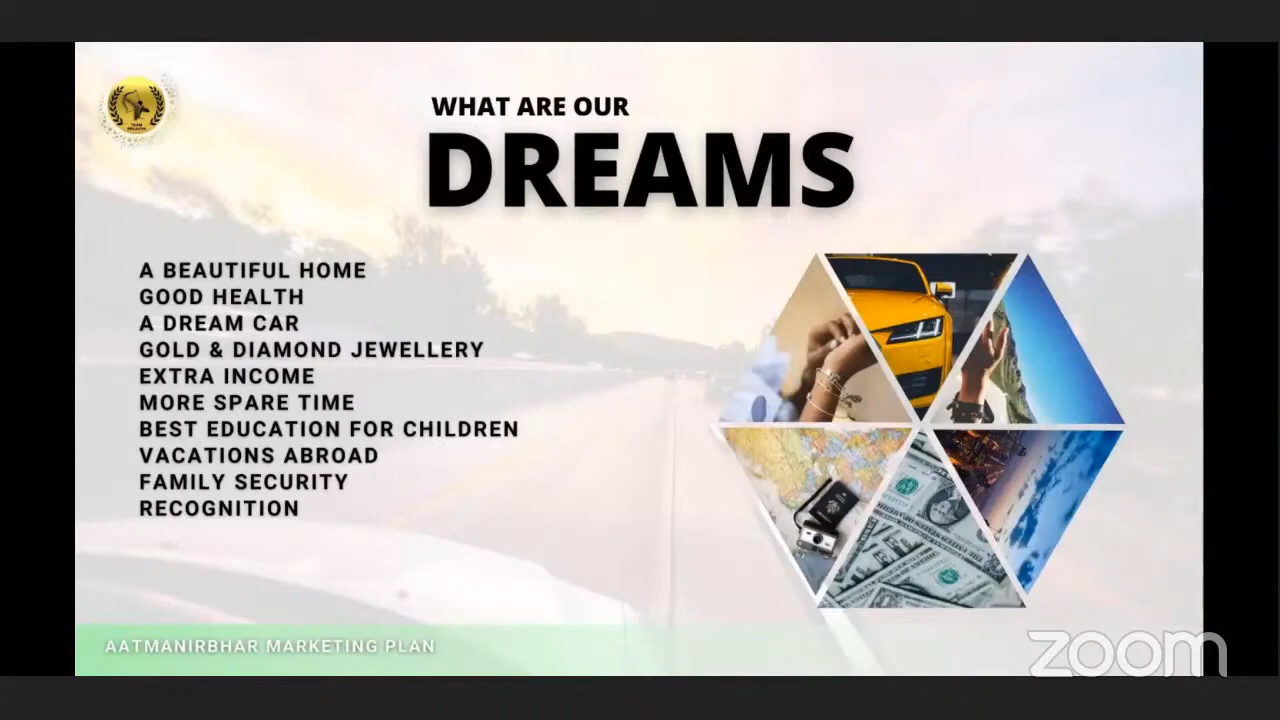 WHAT ARE OUR
DREAMS
A BEAUTIFUL HOME
GOOD HEALTH
A DREAM CAR
GOLD & DIAMOND JEWELLERY
EXTRA INCOME
MORE SPARE TIME
BEST EDUCATION FOR CHILDREN
VACATIONS ABROAD
FAMILY SECURITY
RECOGNITION
AATMANIRBHAR MARKETING PLAN
zoom